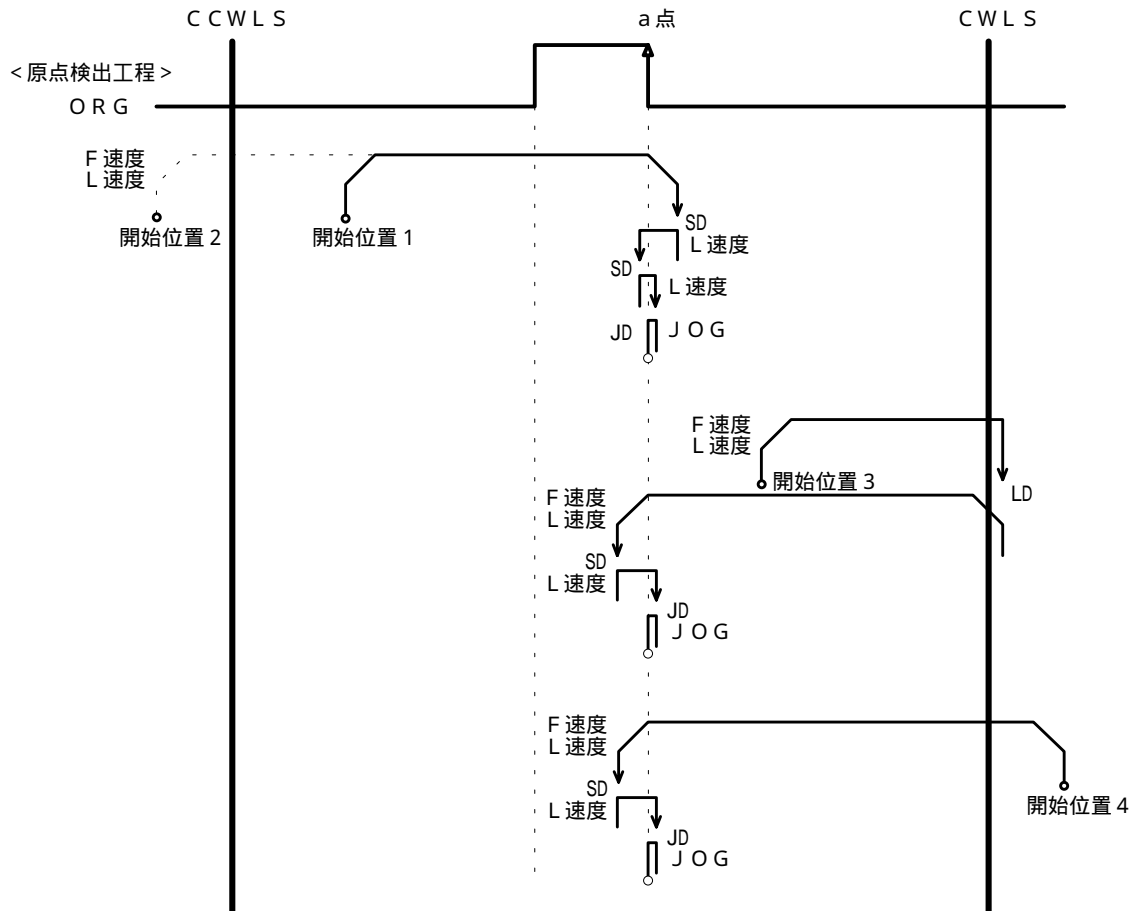 ＣＣＷＬＳ　ａ点　ＣＷＬＳ
＜原点検出工程＞
ＯＲＧ
Ｆ速度
Ｌ速度
開始位置２　開始位置１
SD
Ｌ速度
SD
Ｌ速度
JD　ＪＯＧ
Ｆ速度
Ｌ速度
開始位置３
LD
Ｆ速度
Ｌ速度
SD
Ｌ速度
JD
ＪＯＧ
Ｆ速度
Ｌ速度
SD
Ｌ速度
開始位置４
JD
ＪＯＧ